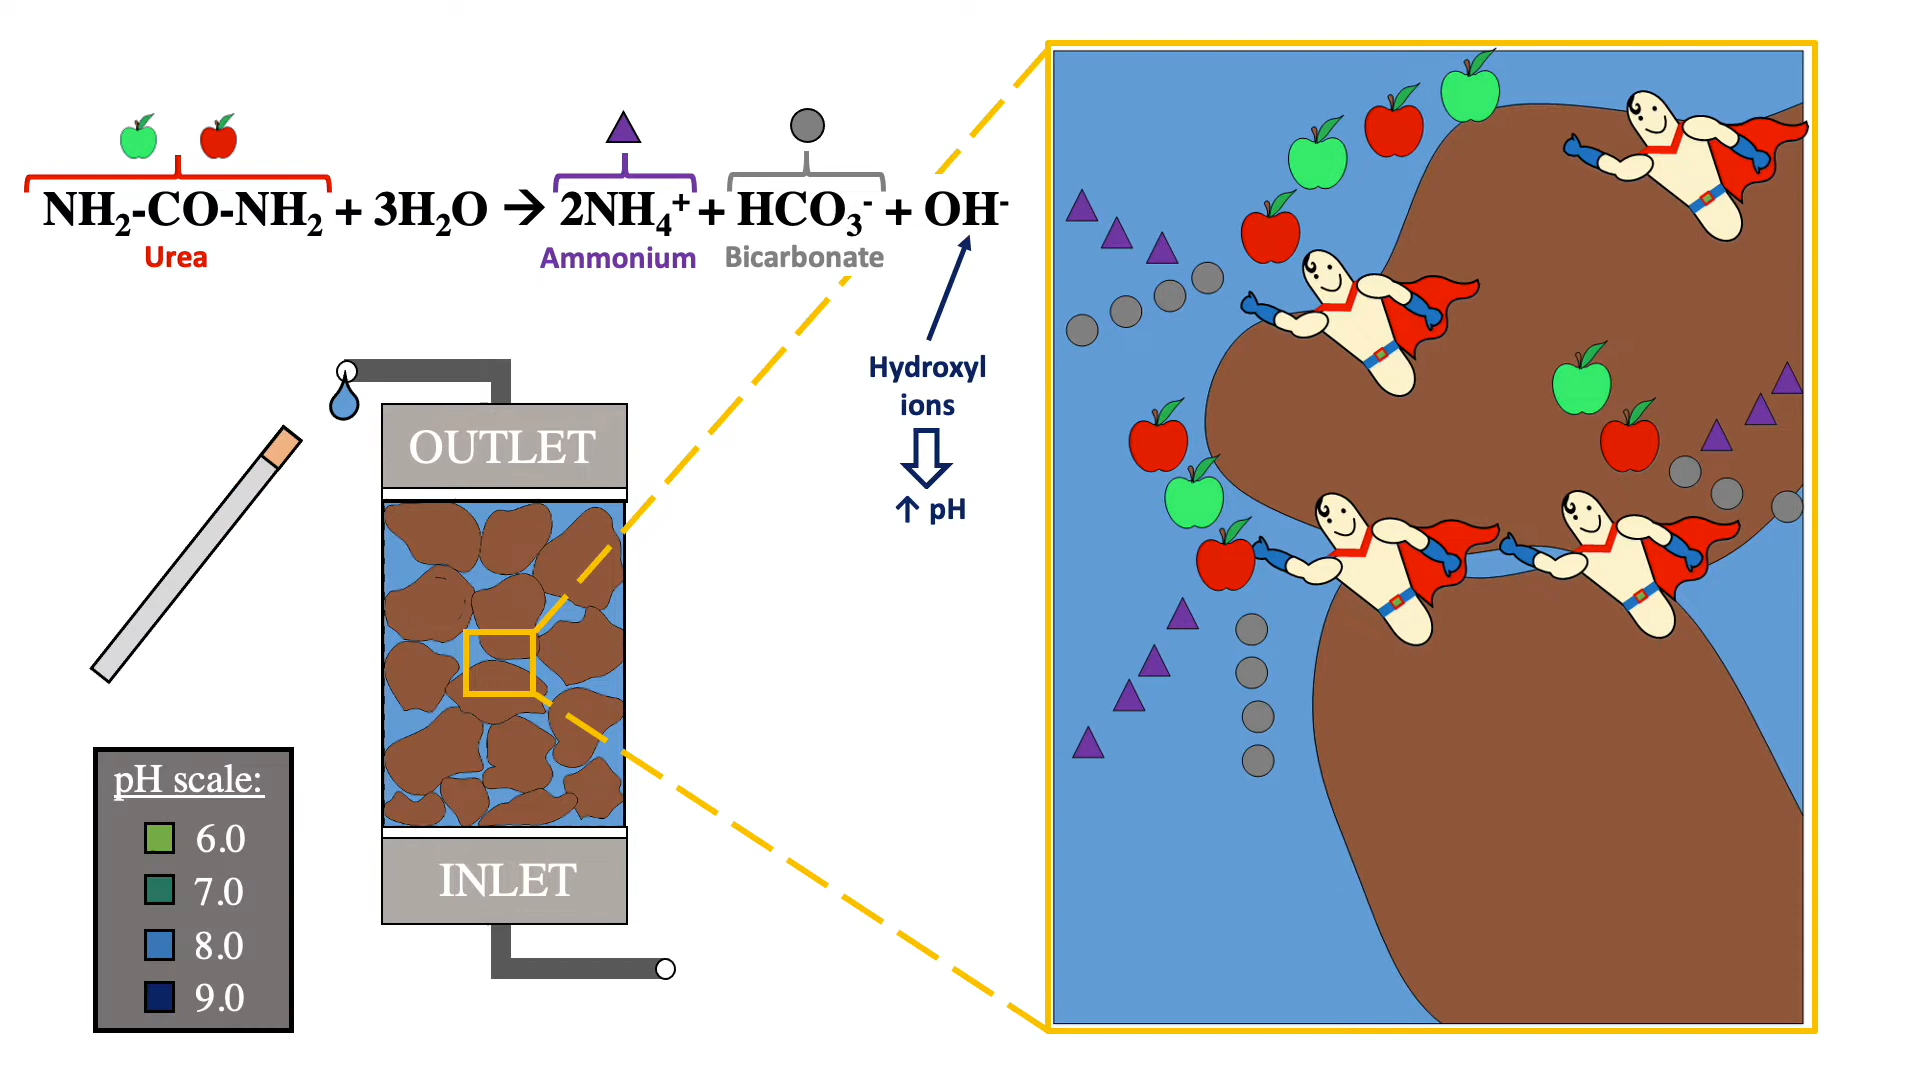 NH₂-CO-NH₂ + 3H₂O → 2NH₄⁺ + HCO₃⁻ + OH⁻
Urea
Ammonium
Bicarbonate
Hydroxyl
ions
↑ pH
OUTLET
INLET
pH scale:
6.0
7.0
8.0
9.0